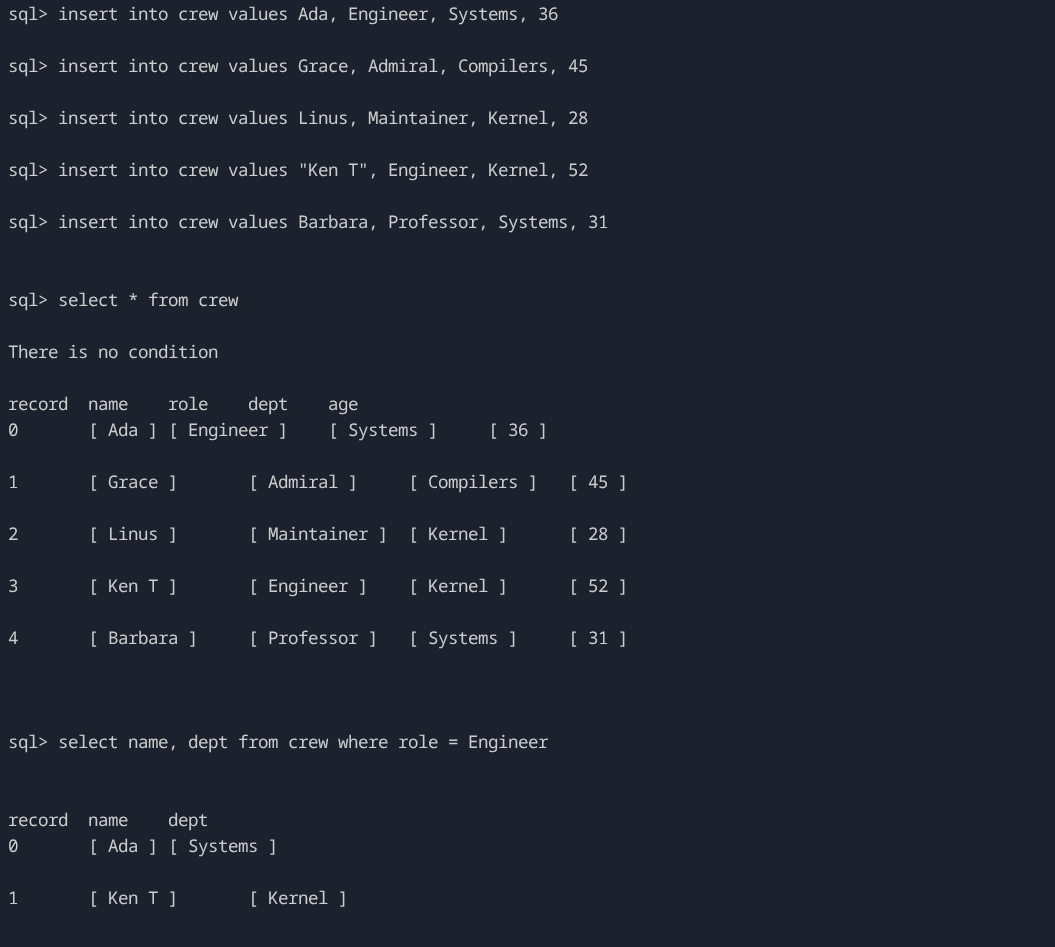 sql> insert into crew values Ada, Engineer, Systems, 36
sql> insert into crew values Grace, Admiral, Compilers, 45
sql> insert into crew values Linus, Maintainer, Kernel, 28
sql> insert into crew values "Ken T", Engineer, Kernel, 52
sql> insert into crew values Barbara, Professor, Systems, 31
sql> select * from crew
There is no condition
record  name    role    dept    age
0       [ Ada ] [ Engineer ]    [ Systems ]     [ 36 ]
1       [ Grace ]       [ Admiral ]     [ Compilers ]   [ 45 ]
2       [ Linus ]       [ Maintainer ]  [ Kernel ]      [ 28 ]
3       [ Ken T ]       [ Engineer ]    [ Kernel ]      [ 52 ]
4       [ Barbara ]     [ Professor ]   [ Systems ]     [ 31 ]
sql> select name, dept from crew where role = Engineer
record  name    dept
0       [ Ada ] [ Systems ]
1       [ Ken T ]       [ Kernel ]